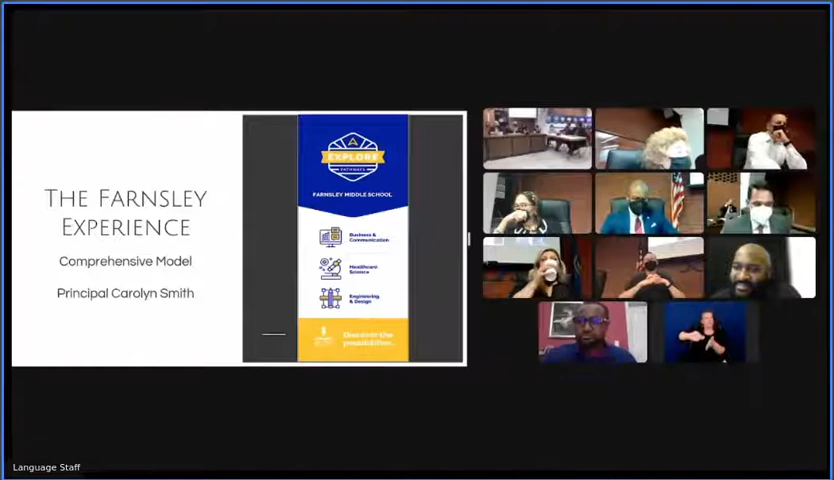 THE FARNSLEY
EXPERIENCE
Comprehensive Model
Principal Carolyn Smith
EXPLORE
PATHWAYS
FARNSLEY MIDDLE SCHOOL
Business &
Communication
Healthcare
Science
Engineering
& Design
Language Staff